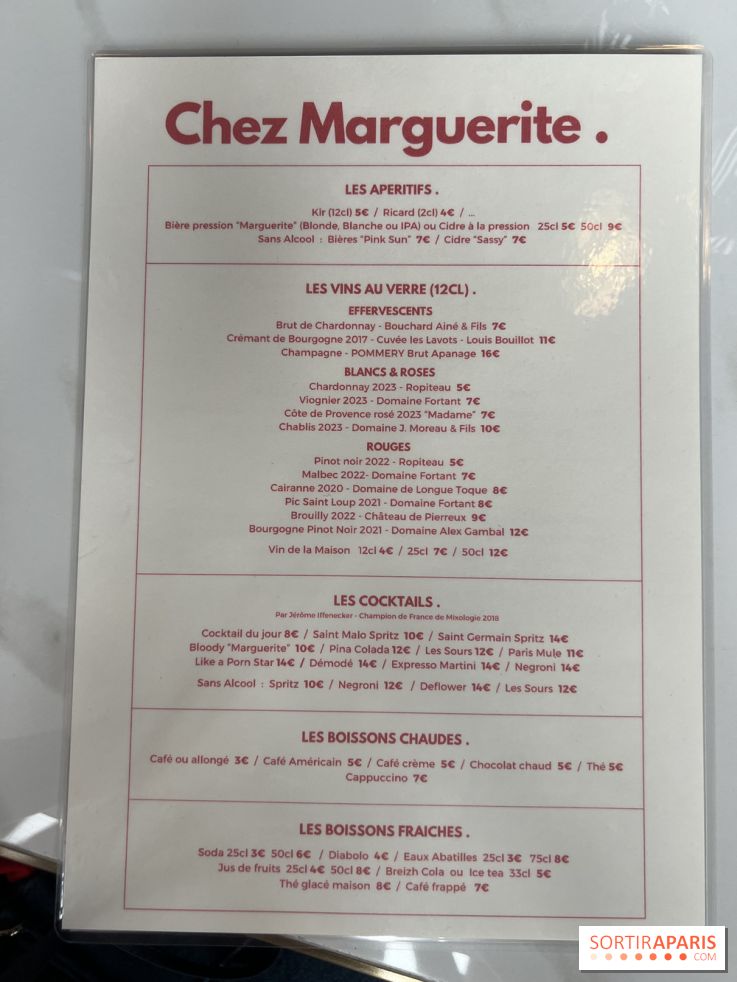 Chez Marguerite .
LES APERITIFS .
Kir (12cl) 5€ / Ricard (2cl) 4€ / ...
Bière pression "Marguerite" (Blonde, Blanche ou IPA) ou Cidre à la pression 25cl 5€ 50cl 9€
Sans Alcool : Bières "Pink Sun" 7€ / Cidre "Sassy" 7€
LES VINS AU VERRE (12CL) .
EFFERVESCENTS
Brut de Chardonnay - Bouchard Ainé & Fils 7€
Crémant de Bourgogne 2017 - Cuvée les Lavots - Louis Bouillot 11€
Champagne - POMMERY Brut Apanage 16€
BLANCS & ROSES
Chardonnay 2023 - Ropiteau 5€
Viognier 2023 - Domaine Fortant 7€
Côte de Provence rosé 2023 "Madame" 7€
Chablis 2023 - Domaine J. Moreau & Fils 10€
ROUGES
Pinot noir 2022 - Ropiteau 5€
Malbec 2022- Domaine Fortant 7€
Cairanne 2020 - Domaine de Longue Toque 8€
Pic Saint Loup 2021 - Domaine Fortant 8€
Brouilly 2022 - Château de Pierreux 9€
Bourgogne Pinot Noir 2021 - Domaine Alex Gambal 12€
Vin de la Maison 12cl 4€ / 25cl 7€ / 50cl 12€
LES COCKTAILS .
Par Jérôme Iffenecker - Champion de France de Mixologie 2018
Cocktail du jour 8€ / Saint Malo Spritz 10€ / Saint Germain Spritz 14€
Bloody "Marguerite" 10€ / Pina Colada 12€ / Les Sours 12€ / Paris Mule 11€
Like a Porn Star 14€ / Démodé 14€ / Expresso Martini 14€ / Negroni 14€
Sans Alcool : Spritz 10€ / Negroni 12€ / Deflower 14€ / Les Sours 12€
LES BOISSONS CHAUDES .
Café ou allongé 3€ / Café Américain 5€ / Café crème 5€ / Chocolat chaud 5€ / Thé 5€
Cappuccino 7€
LES BOISSONS FRAICHES .
Soda 25cl 3€ 50cl 6€ / Diabolo 4€ / Eaux Abatilles 25cl 3€ 75cl 8€
Jus de fruits 25cl 4€ 50cl 8€ / Breizh Cola ou Ice tea 33cl 5€
Thé glacé maison 8€ / Café frappé 7€
SORTIRAPARIS
.COM